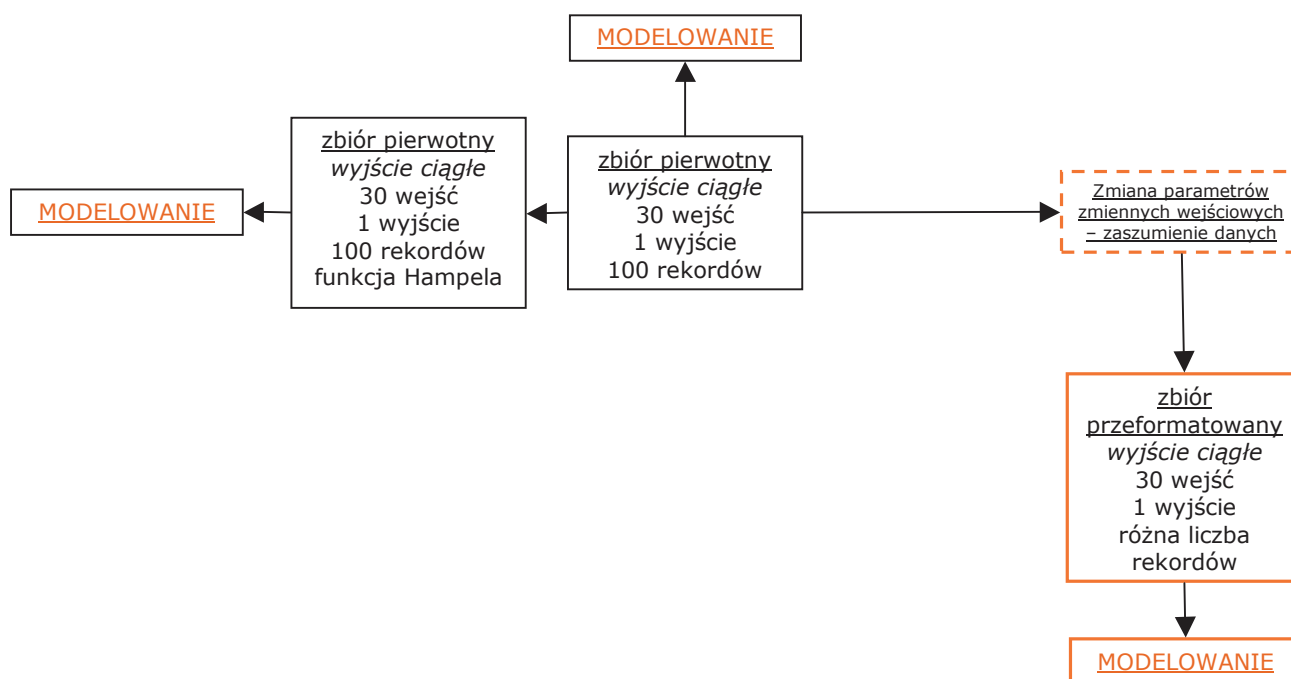 MODELOWANIE
MODELOWANIE
zbiór pierwotny
wyjście ciągłe
30 wejść
1 wyjście
100 rekordów
funkcja Hampela
zbiór pierwotny
wyjście ciągłe
30 wejść
1 wyjście
100 rekordów
Zmiana parametrów
zmiennych wejściowych
– zaszumienie danych
zbiór
przeformatowany
wyjście ciągłe
30 wejść
1 wyjście
różna liczba
rekordów
MODELOWANIE